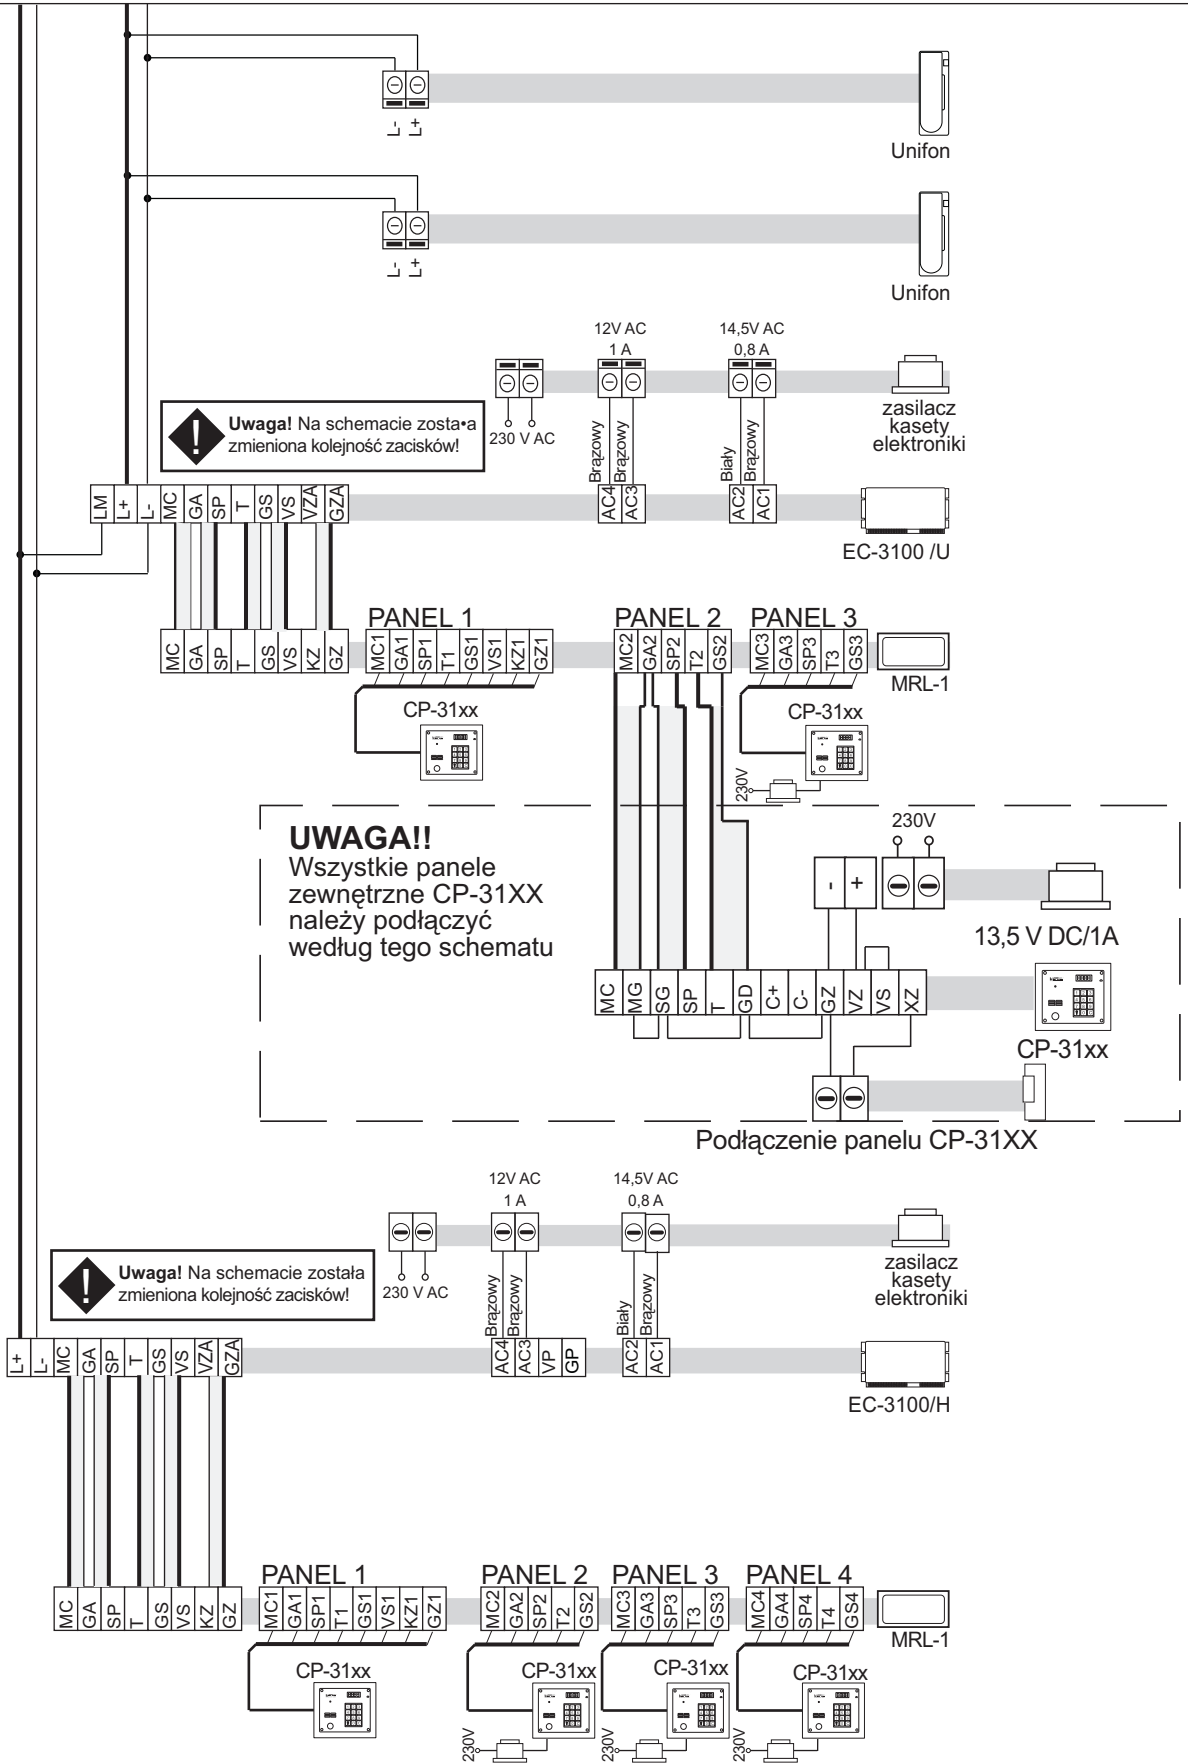 L- L+
Unifon
L- L+
Unifon
12V AC
1 A
14,5V AC
0,8 A
230 V AC
Brązowy Brązowy
Biały Brązowy
zasilacz
kasety
elektroniki
Uwaga! Na schemacie zosta•a
zmieniona kolejność zacisków!
LM L+ L- MC GA SP T GS VS VZA GZA
AC4 AC3
AC2 AC1
EC-3100 /U
PANEL 1
PANEL 2
PANEL 3
MC GA SP T GS VS KZ GZ
MC1 GA1 SP1 T1 GS1 VS1 KZ1 GZ1
MC2 GA2 SP2 T2 GS2
MC3 GA3 SP3 T3 GS3
MRL-1
CP-31xx
CP-31xx
230V
UWAGA!!
Wszystkie panele
zewnętrzne CP-31XX
należy podłączyć
według tego schematu
230V
- +
13,5 V DC/1A
MC MG SG SP T GD C+ C- GZ VZ VS XZ
CP-31xx
Podłączenie panelu CP-31XX
12V AC
1 A
14,5V AC
0,8 A
230 V AC
Brązowy Brązowy
Biały Brązowy
zasilacz
kasety
elektroniki
Uwaga! Na schemacie została
zmieniona kolejność zacisków!
L+ L- MC GA SP T GS VS VZA GZA
AC4 AC3 VP GP
AC2 AC1
EC-3100/H
PANEL 1
PANEL 2
PANEL 3
PANEL 4
MC GA SP T GS VS KZ GZ
MC1 GA1 SP1 T1 GS1 VS1 KZ1 GZ1
MC2 GA2 SP2 T2 GS2
MC3 GA3 SP3 T3 GS3
MC4 GA4 SP4 T4 GS4
MRL-1
CP-31xx
CP-31xx
CP-31xx
CP-31xx
230V
230V
230V